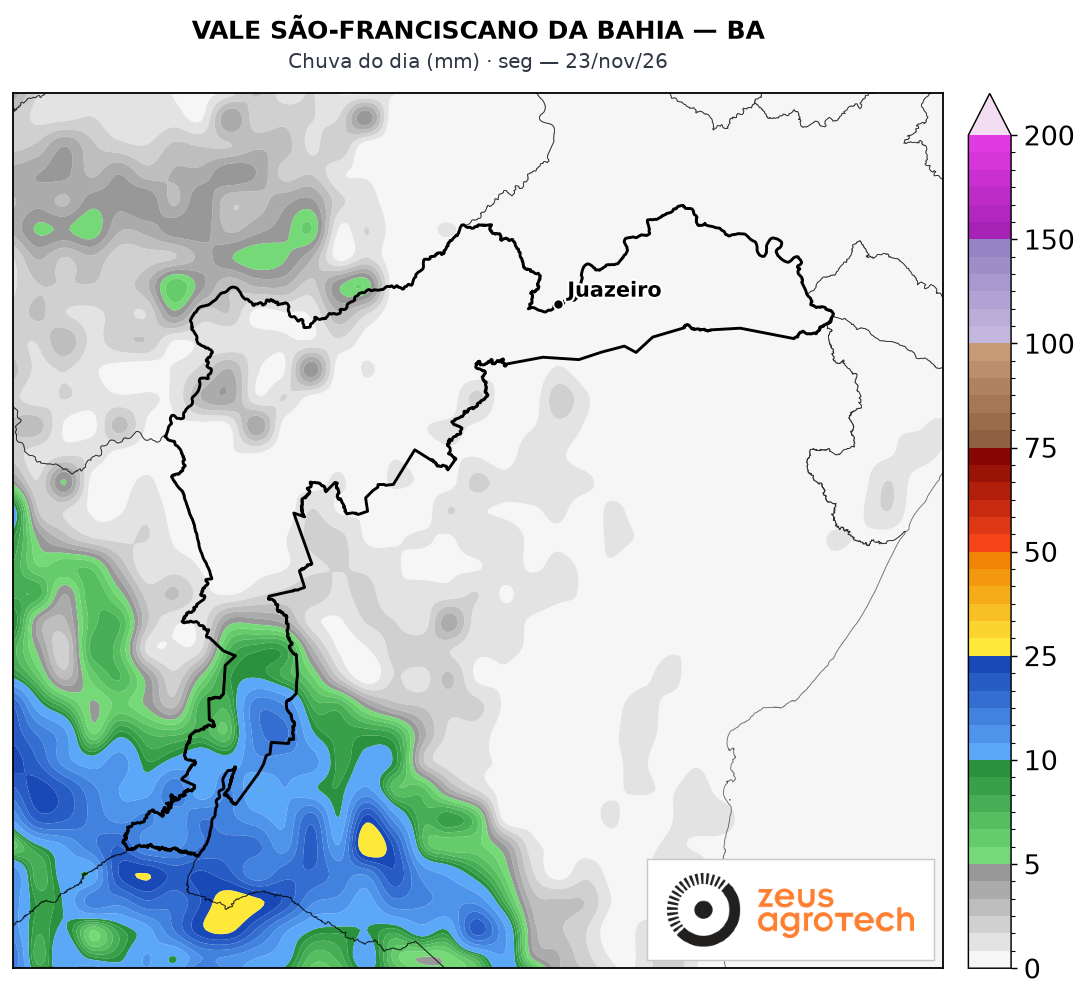 VALE SÃO-FRANCISCANO DA BAHIA — BA
Chuva do dia (mm) · seg — 23/nov/26
Juazeiro
200
150
100
75
50
25
10
5
0
zeus
agrotech